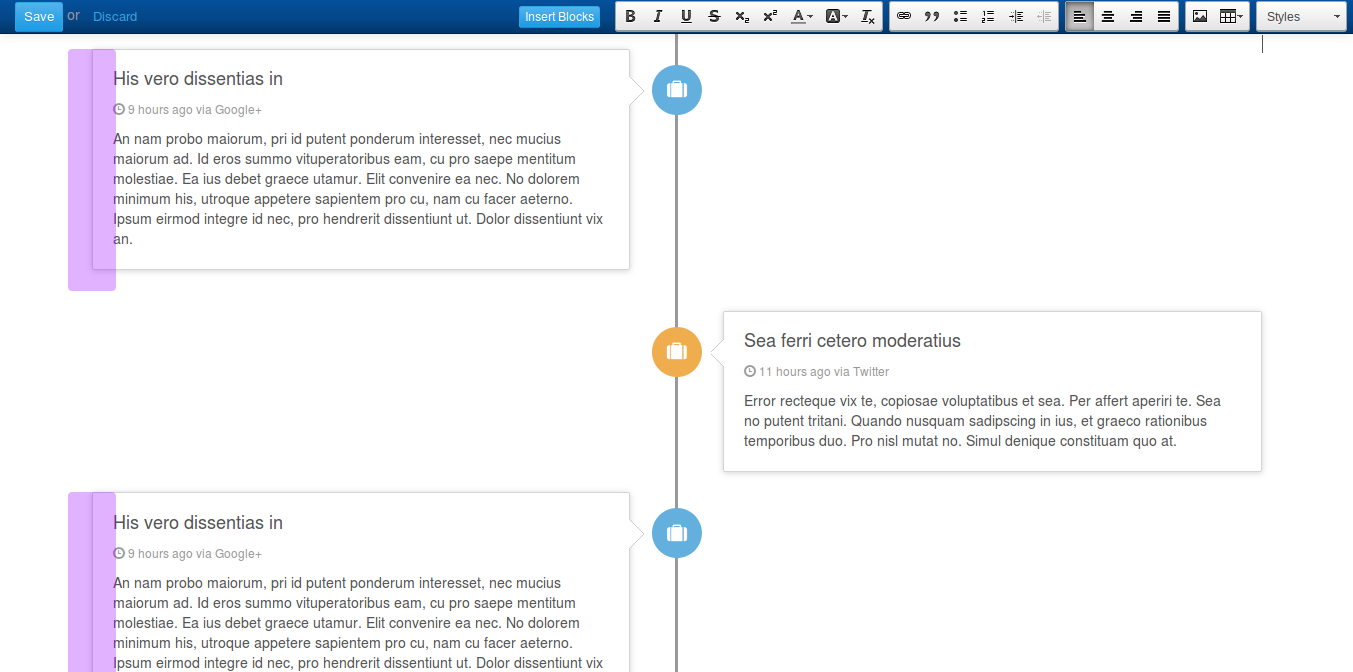 Save or Discard Insert Blocks B I U S x₂ x² A A Tx Styles
His vero dissentias in
9 hours ago via Google+
An nam probo maiorum, pri id putent ponderum interesset, nec mucius
maiorum ad. Id eros summo vituperatoribus eam, cu pro saepe mentitum
molestiae. Ea ius debet graece utamur. Elit convenire ea nec. No dolorem
minimum his, utroque appetere sapientem pro cu, nam cu facer aeterno.
Ipsum eirmod integre id nec, pro hendrerit dissentiunt ut. Dolor dissentiunt vix
an.
Sea ferri cetero moderatius
11 hours ago via Twitter
Error recteque vix te, copiosae voluptatibus et sea. Per affert aperiri te. Sea
no putent tritani. Quando nusquam sadipscing in ius, et graeco rationibus
temporibus duo. Pro nisl mutat no. Simul denique constituam quo at.
His vero dissentias in
9 hours ago via Google+
An nam probo maiorum, pri id putent ponderum interesset, nec mucius
maiorum ad. Id eros summo vituperatoribus eam, cu pro saepe mentitum
molestiae. Ea ius debet graece utamur. Elit convenire ea nec. No dolorem
minimum his, utroque appetere sapientem pro cu, nam cu facer aeterno.
Ipsum eirmod integre id nec, pro hendrerit dissentiunt ut. Dolor dissentiunt vix